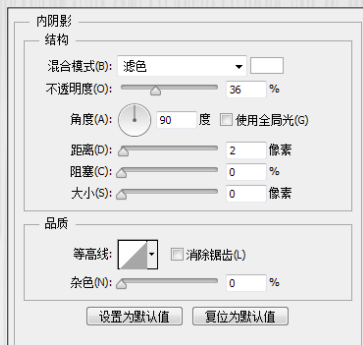 内阴影
结构
混合模式(B): 滤色
不透明度(O): 36 %
角度(A): 90 度 使用全局光(G)
距离(D): 2 像素
阻塞(C): 0 %
大小(S): 0 像素
品质
等高线: 消除锯齿(L)
杂色(N): 0 %
设置为默认值 复位为默认值